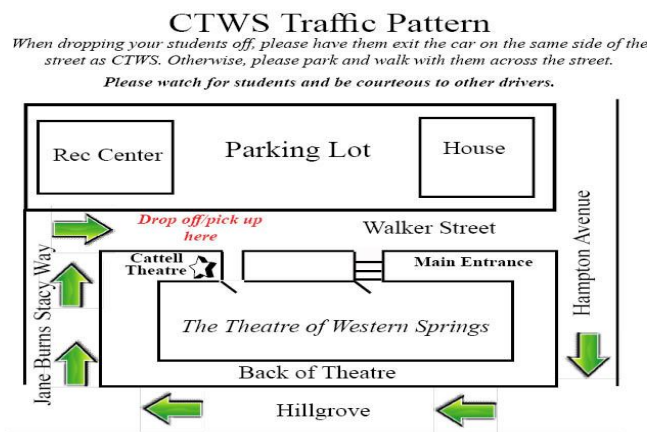 CTWS Traffic Pattern
When dropping your students off, please have them exit the car on the same side of the
street as CTWS. Otherwise, please park and walk with them across the street.
Please watch for students and be courteous to other drivers.
Rec Center
Parking Lot
House
Drop off/pick up
here
Walker Street
Cattell
Theatre
Main Entrance
Jane Burns Stacy Way
Hampton Avenue
The Theatre of Western Springs
Back of Theatre
Hillgrove